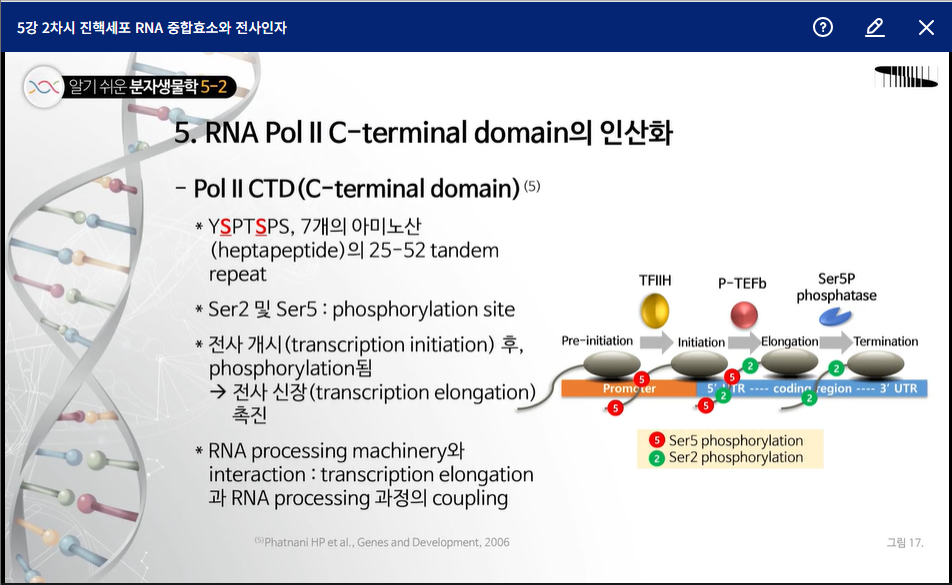 5강 2차시 진핵세포 RNA 중합효소와 전사인자
알기 쉬운 분자생물학 5-2
5. RNA Pol II C-terminal domain의 인산화
- Pol II CTD(C-terminal domain) (5)
* YSPTSPS, 7개의 아미노산
(heptapeptide)의 25-52 tandem
repeat
* Ser2 및 Ser5 : phosphorylation site
* 전사 개시(transcription initiation) 후,
phosphorylation됨
→ 전사 신장(transcription elongation)
촉진
* RNA processing machinery와
interaction : transcription elongation
과 RNA processing 과정의 coupling
TFIIH
P-TEFb
Ser5P
phosphatase
Pre-initiation
Initiation
Elongation
Termination
5
2
2
5
Promoter
5' UTR ---- coding region ---- 3' UTR
5
5
2
2
5 Ser5 phosphorylation
2 Ser2 phosphorylation
(5)Phatnani HP et al., Genes and Development, 2006
그림 17.